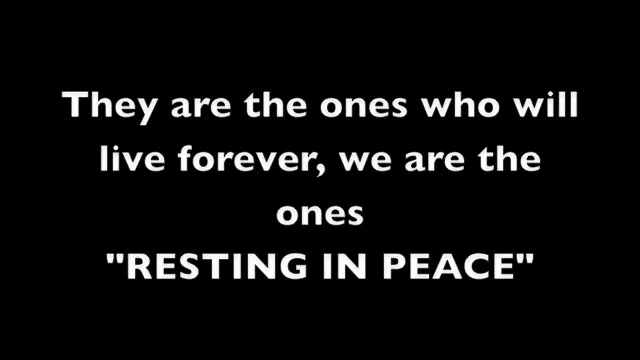 They are the ones who will
live forever, we are the
ones
"RESTING IN PEACE"